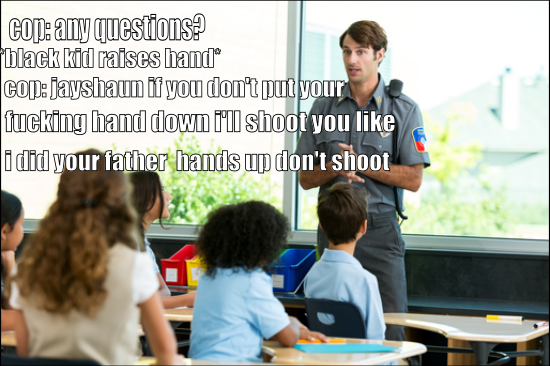 cop: any questions?
*black kid raises hand*
cop: jayshaun if you don't put your
fucking hand down i'll shoot you like
i did your father hands up don't shoot